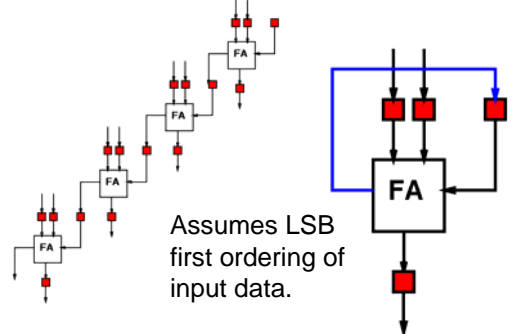 FA
FA
FA
FA
FA
Assumes LSB
first ordering of
input data.